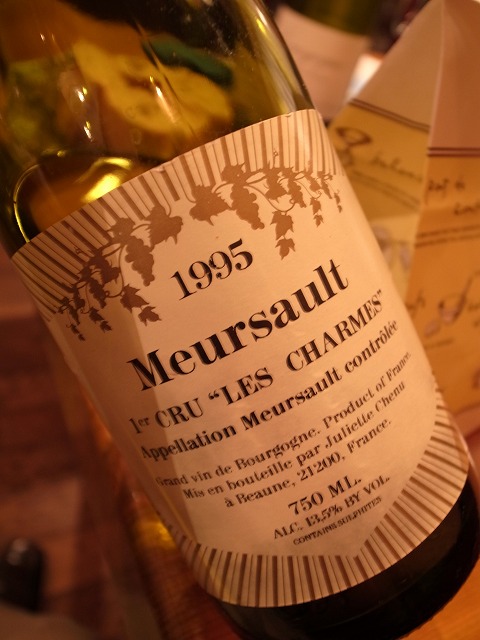 1995
Meursault
1er CRU "LES CHARMES"
Appellation Meursault contrôlée
Grand vin de Bourgogne. Product of France.
Mis en bouteille par Juliette Chenu
à Beaune, 21200, France.
750 ML.
ALC. 13,5% BY VOL.
CONTAINS SULPHITES